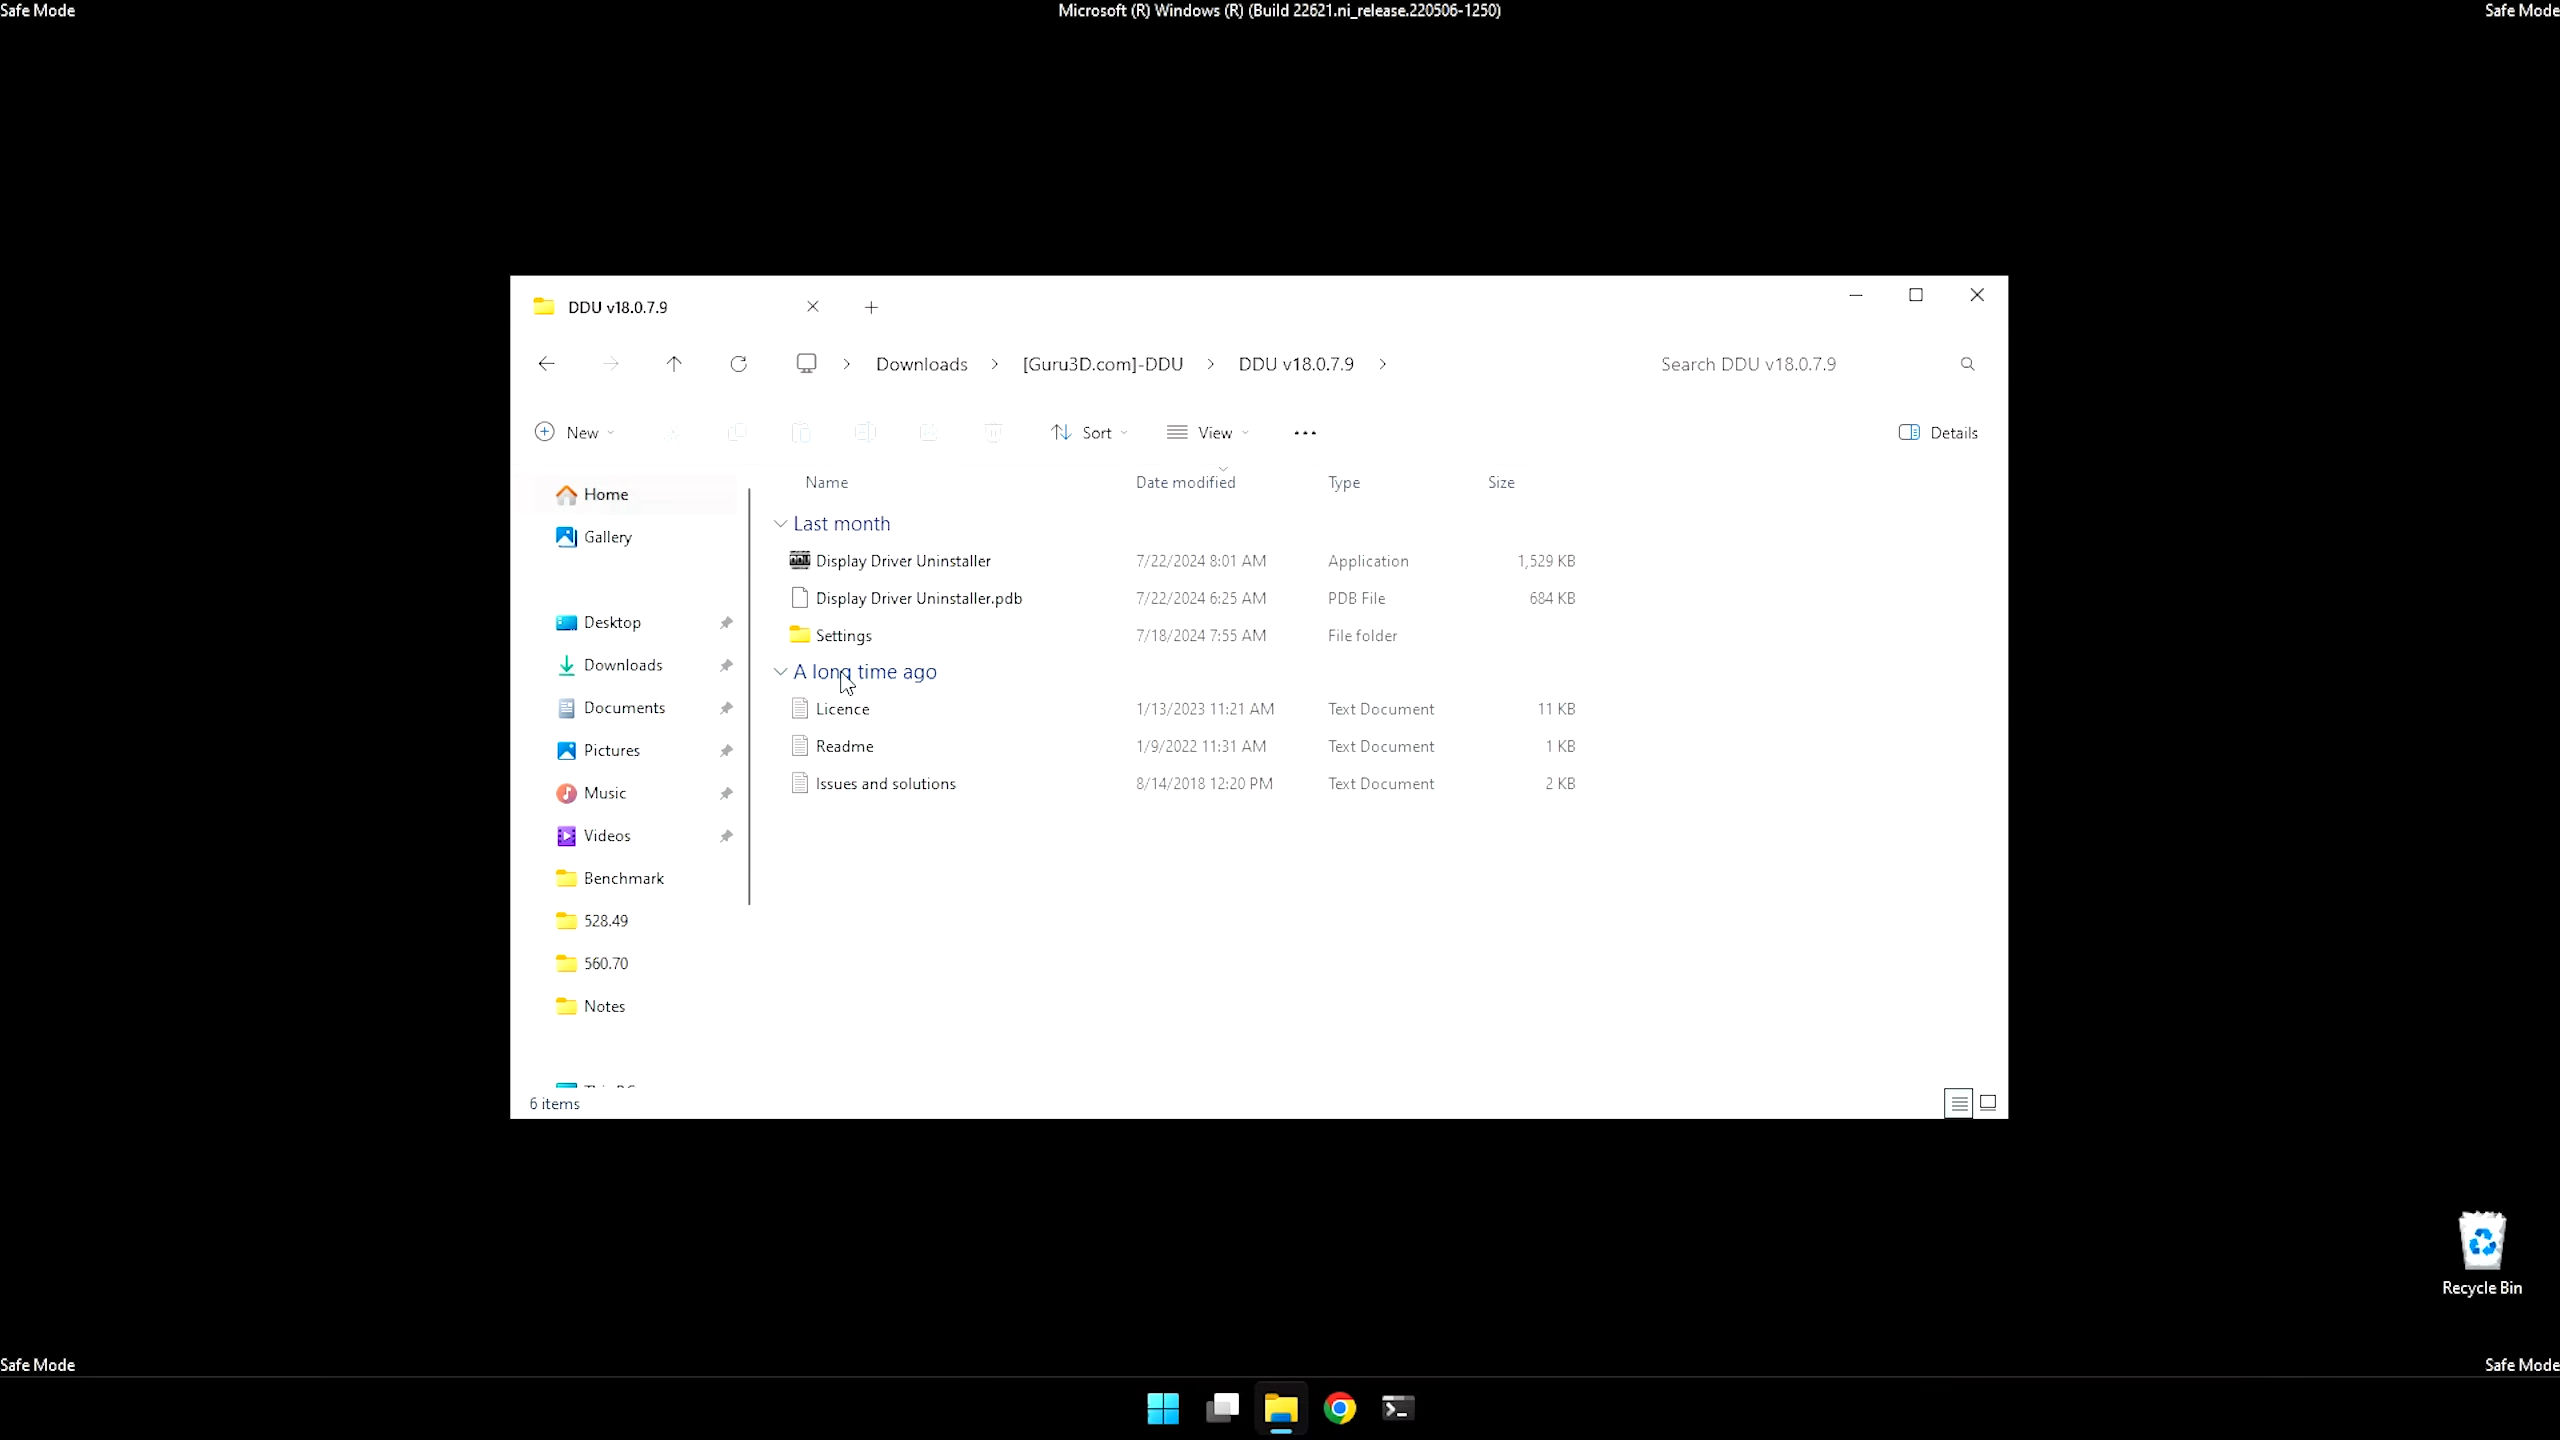 Safe Mode
Microsoft (R) Windows (R) (Build 22621.ni_release.220506-1250)
Safe Mode
DDU v18.0.7.9
Downloads
[Guru3D.com]-DDU
DDU v18.0.7.9
Search DDU v18.0.7.9
New
Sort
View
Details
Name
Date modified
Type
Size
Last month
Display Driver Uninstaller
7/22/2024 8:01 AM
Application
1,529 KB
Display Driver Uninstaller.pdb
7/22/2024 6:25 AM
PDB File
684 KB
Settings
7/18/2024 7:55 AM
File folder
A long time ago
Licence
1/13/2023 11:21 AM
Text Document
11 KB
Readme
1/9/2022 11:31 AM
Text Document
1 KB
Issues and solutions
8/14/2018 12:20 PM
Text Document
2 KB
Home
Gallery
Desktop
Downloads
Documents
Pictures
Music
Videos
Benchmark
528.49
560.70
Notes
6 items
Recycle Bin
Safe Mode
Safe Mode